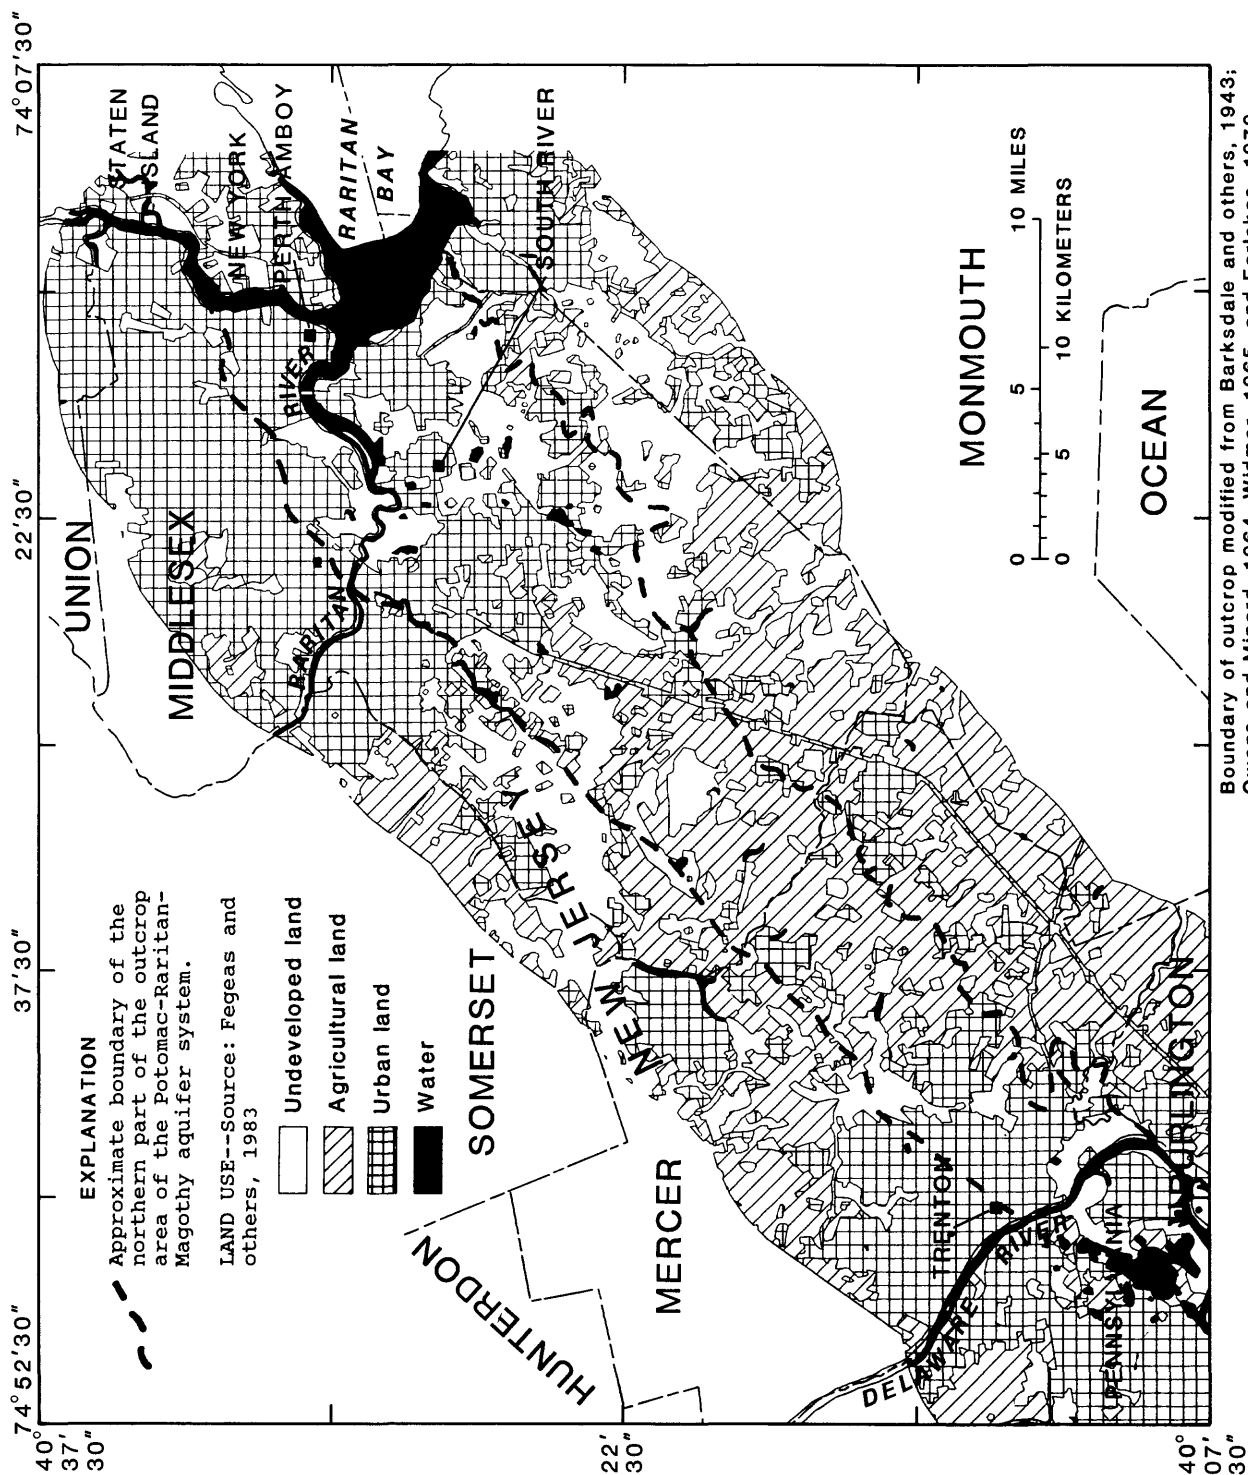 74°52'30"
37'30"
22'30"
74°07'30"
40°
37'
30"
22'
30"
40°
07'
30"
EXPLANATION
Approximate boundary of the
northern part of the outcrop
area of the Potomac-Raritan-
Magothy aquifer system.
LAND USE--Source: Fegeas and
others, 1983
Undeveloped land
Agricultural land
Urban land
Water
UNION
MIDDLESEX
STATEN
ISLAND
NEW YORK
PERTH AMBOY
RARITAN
BAY
RARITAN
RIVER
SOUTH RIVER
SOMERSET
NEW JERSEY
HUNTERDON
MERCER
MONMOUTH
OCEAN
TRENTON
DELAWARE
RIVER
BURLINGTON
0 5 10 MILES
0 5 10 KILOMETERS
Boundary of outcrop modified from Barksdale and others, 1943;